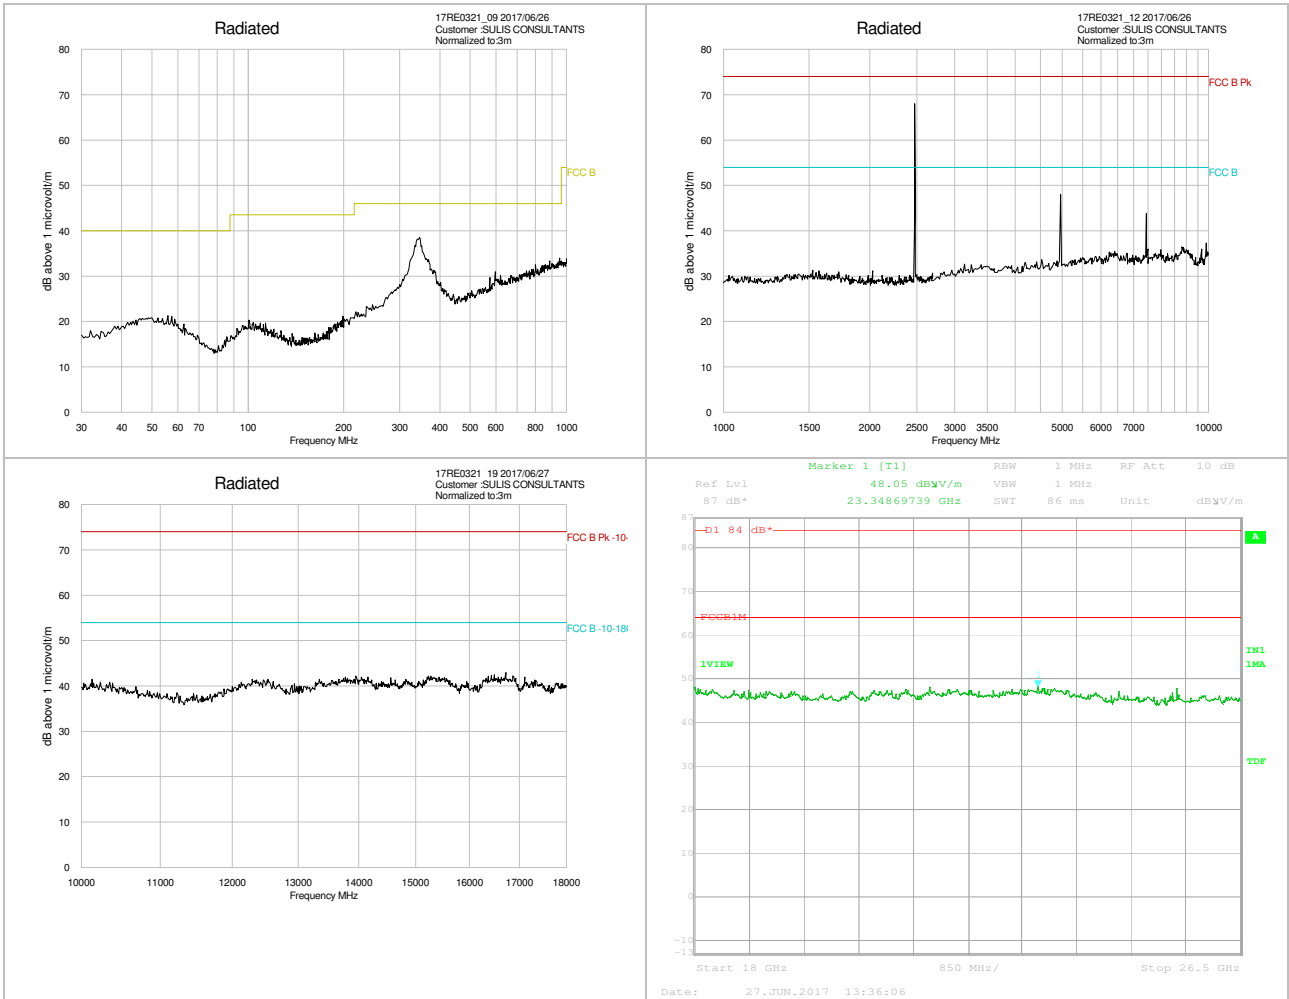 Radiated
17RE0321_09 2017/06/26
Customer :SULIS CONSULTANTS
Normalized to:3m
80
70
60
50
40
30
20
10
0
dB above 1 microvolt/m
FCC B
30 40 50 60 70 100 200 300 400 500 600 700 1000
Frequency MHz
Radiated
17RE0321_12 2017/06/26
Customer :SULIS CONSULTANTS
Normalized to:3m
80
70
60
50
40
30
20
10
0
dB above 1 microvolt/m
FCC B Pk
FCC B
1000 1500 2000 2500 3000 3500 5000 6000 7000 10000
Frequency MHz
Radiated
17RE0321_19 2017/06/27
Customer :SULIS CONSULTANTS
Normalized to:3m
80
70
60
50
40
30
20
10
0
dB above 1 microvolt/m
FCC B Pk -10-
FCC B -10-18
10000 11000 12000 13000 14000 15000 16000 17000 18000
Frequency MHz
Marker 1 [T1] RBW 1 MHz RF Att 10 dB
Ref Lvl 48.05 dBµV/m VBW 1 MHz
87 dB* 23.34869739 GHz SWT 86 ms Unit dBµV/m
87
D1 84 dB*
A
80
70
FCCB1M
60
1VIEW
IN1
1MA
50
1
40
30
TDF
20
10
0
-10
-13
Start 18 GHz 850 MHz/ Stop 26.5 GHz
Date: 27.JUN.2017 13:36:06